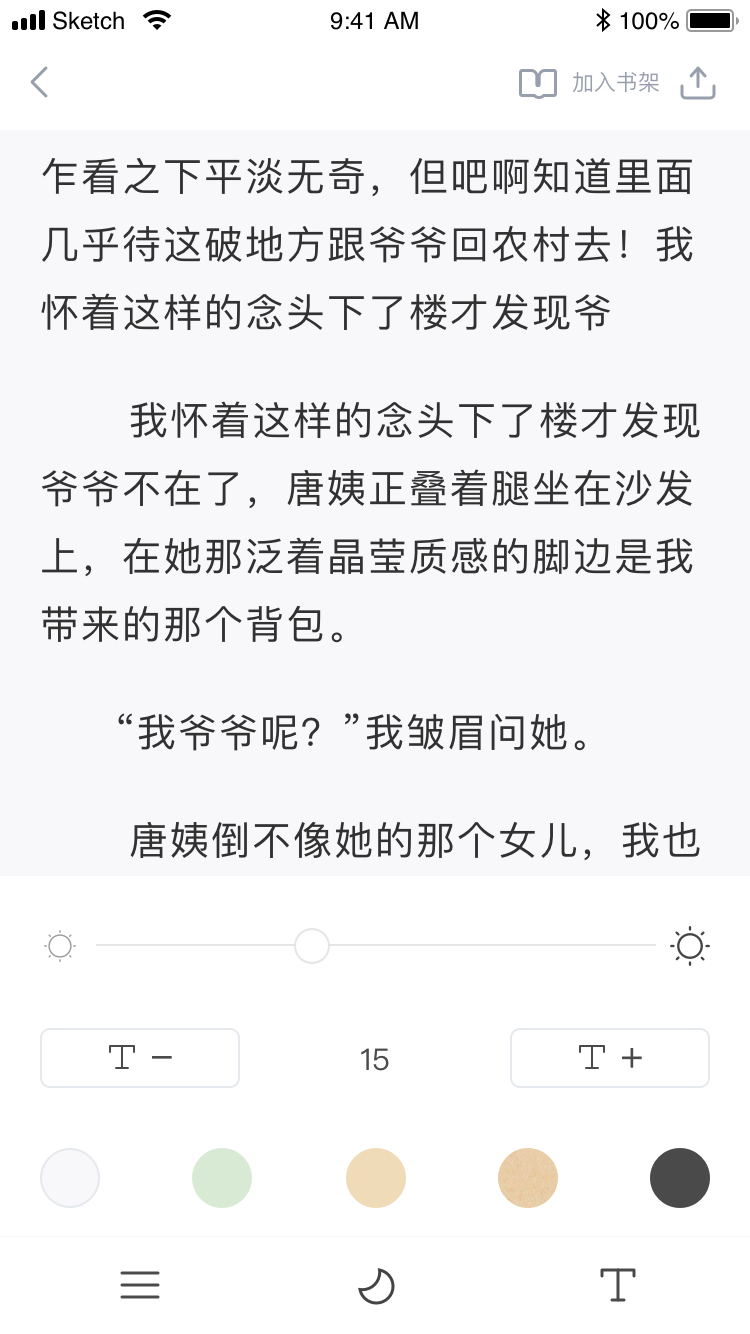 Sketch 9:41 AM 100%
加入书架
乍看之下平淡无奇，但吧啊知道里面
几乎待这破地方跟爷爷回农村去！我
怀着这样的念头下了楼才发现爷
我怀着这样的念头下了楼才发现
爷爷不在了，唐姨正叠着腿坐在沙发
上，在她那泛着晶莹质感的脚边是我
带来的那个背包。
“我爷爷呢？”我皱眉问她。
唐姨倒不像她的那个女儿，我也
T − 15 T +
T